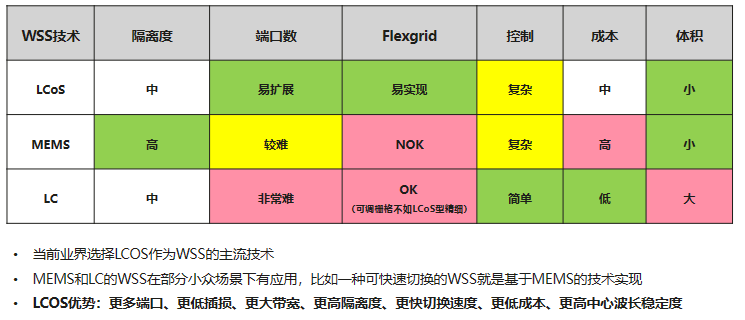 WSS技术 隔离度 端口数 Flexgrid 控制 成本 体积
LCoS 中 易扩展 易实现 复杂 中 小
MEMS 高 较难 NOK 复杂 高 小
LC 中 非常难 OK 简单 低 大
(可调栅格不如LCoS型精细)
• 当前业界选择LCOS作为WSS的主流技术
• MEMS和LC的WSS在部分小众场景下有应用，比如一种可快速切换的WSS就是基于MEMS的技术实现
• LCOS优势：更多端口、更低插损、更大带宽、更高隔离度、更快切换速度、更低成本、更高中心波长稳定度